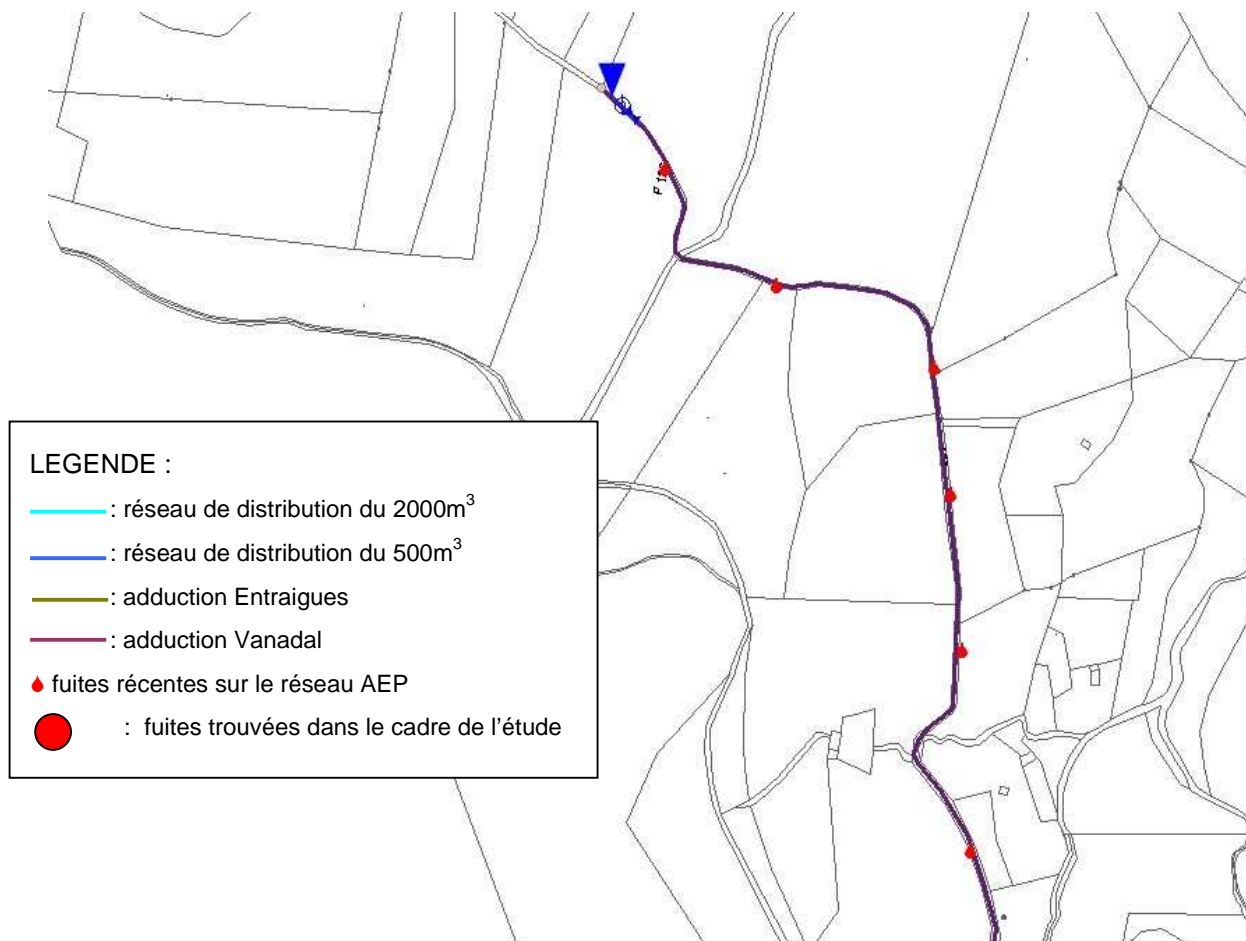 LEGENDE :
: réseau de distribution du 2000m³
: réseau de distribution du 500m³
: adduction Entraigues
: adduction Vanadal
fuites récentes sur le réseau AEP
: fuites trouvées dans le cadre de l'étude